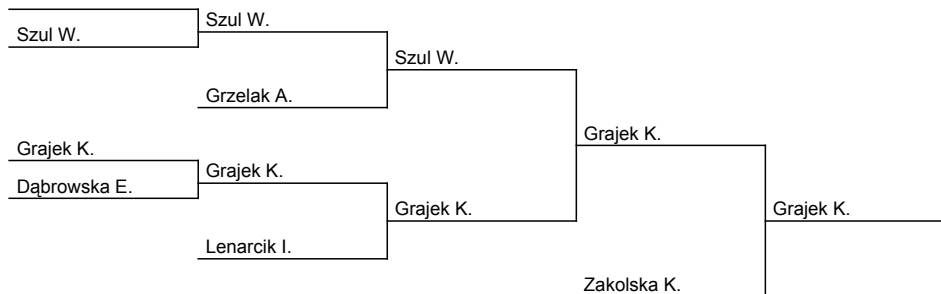 Szul W.
Szul W.
Szul W.
Grzelak A.
Grajek K.
Grajek K.
Grajek K.
Dąbrowska E.
Grajek K.
Grajek K.
Lenarcik I.
Zakolska K.